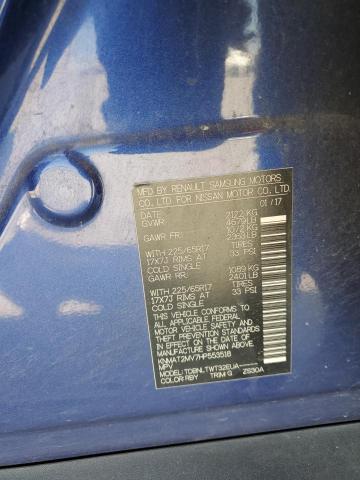 MFD BY RENAULT SAMSUNG MOTORS
CO. LTD. FOR NISSAN MOTOR CO. LTD.
DATE: 01/17
GVWR: 2122 KG
4679 LB
GAWR FR: 1072 KG
2363 LB
WITH 225/65R17 TIRES
17X7J RIMS AT 33 PSI
COLD SINGLE
GAWR RR: 1089 KG
2401 LB
WITH 225/65R17 TIRES
17X7J RIMS AT 33 PSI
COLD SINGLE
THIS VEHICLE CONFORMS TO ALL
APPLICABLE FEDERAL
MOTOR VEHICLE SAFETY AND
THEFT PREVENTION STANDARDS
IN EFFECT ON THE DATE OF
MANUFACTURE SHOWN ABOVE.
KNMAT2MV7HP553518
MPV
MODEL: TDBNLTWT32EUA
COLOR: RBY TRIM: G ZS30A